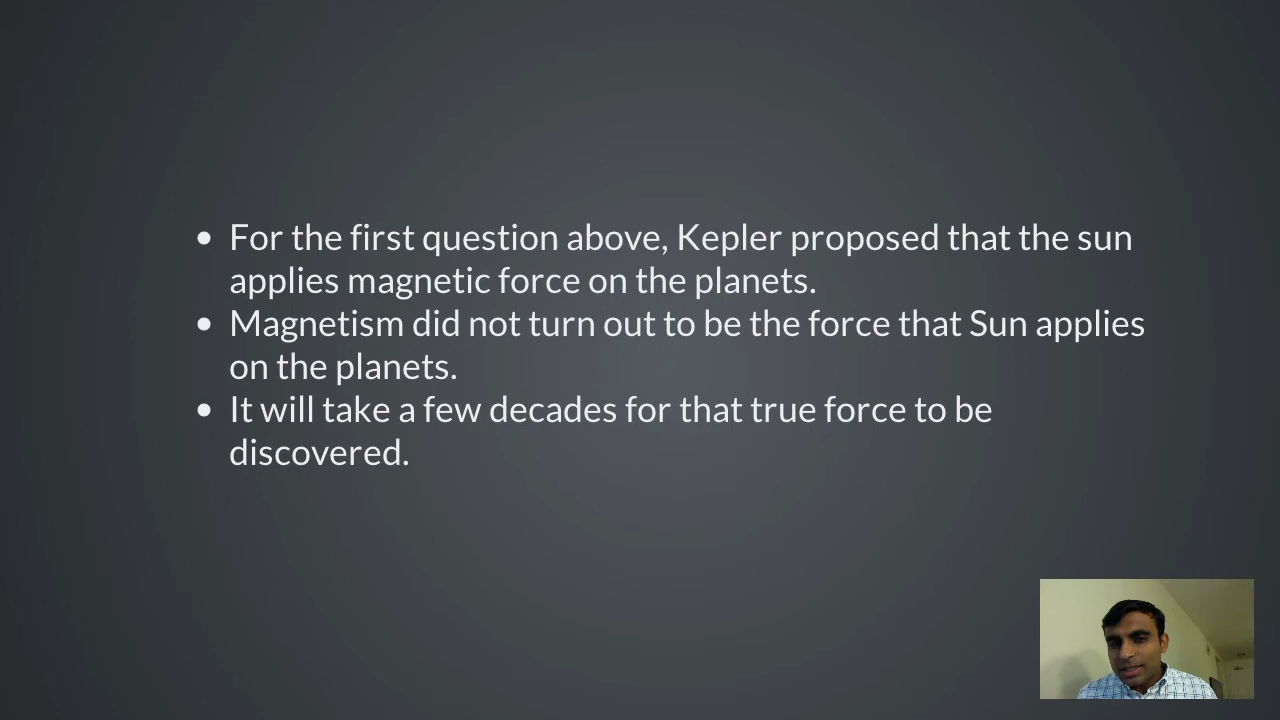 • For the first question above, Kepler proposed that the sun
applies magnetic force on the planets.
• Magnetism did not turn out to be the force that Sun applies
on the planets.
• It will take a few decades for that true force to be
discovered.